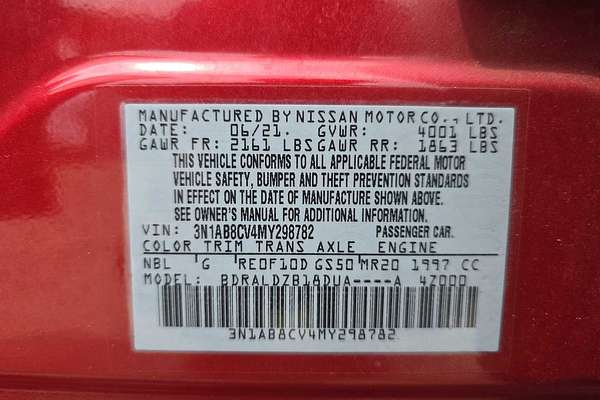 MANUFACTURED BY NISSAN MOTOR CO., LTD.
DATE: 06/21. GVWR: 4001 LBS
GAWR FR: 2161 LBS GAWR RR: 1863 LBS
THIS VEHICLE CONFORMS TO ALL APPLICABLE FEDERAL MOTOR
VEHICLE SAFETY, BUMPER AND THEFT PREVENTION STANDARDS
IN EFFECT ON THE DATE OF MANUFACTURE SHOWN ABOVE.
SEE OWNER'S MANUAL FOR ADDITIONAL INFORMATION.
VIN: 3N1AB8CV4MY298782 PASSENGER CAR.
COLOR TRIM TRANS AXLE ENGINE
NBL G RE0F10D GS50 MR20 1997 CC
MODEL: BDRALDZB18DUA----A 47000
3N1AB8CV4MY298782